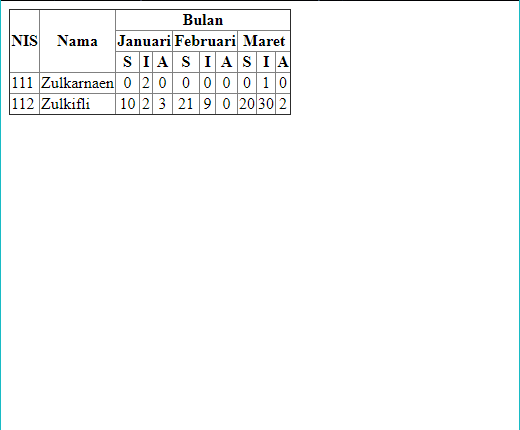 Bulan
NIS Nama Januari Februari Maret
S I A S I A S I A
111 Zulkarnaen 0 2 0 0 0 0 0 1 0
112 Zulkifli 10 2 3 21 9 0 20 30 2